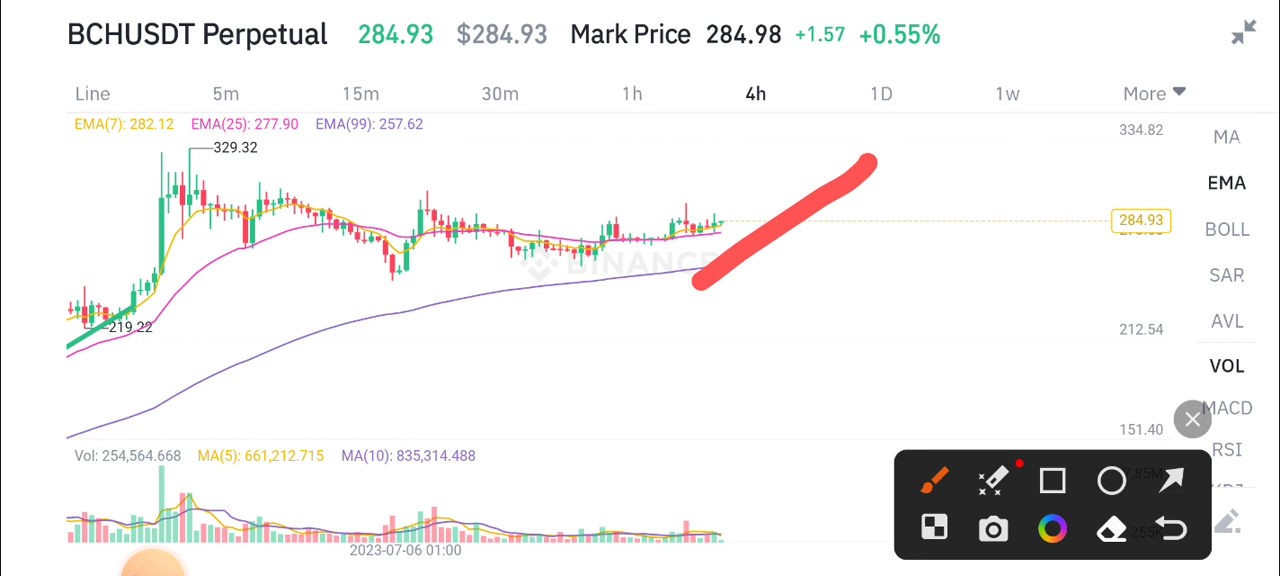 BCHUSDT Perpetual 284.93 $284.93 Mark Price 284.98 +1.57 +0.55%
Line 5m 15m 30m 1h 4h 1D 1w More
EMA(7): 282.12 EMA(25): 277.90 EMA(99): 257.62
334.82
MA
329.32
EMA
284.93
BOLL
BINANCE
SAR
219.22
AVL
212.54
VOL
MACD
151.40
RSI
Vol: 254,564.668 MA(5): 661,212.715 MA(10): 835,314.488
2023-07-06 01:00